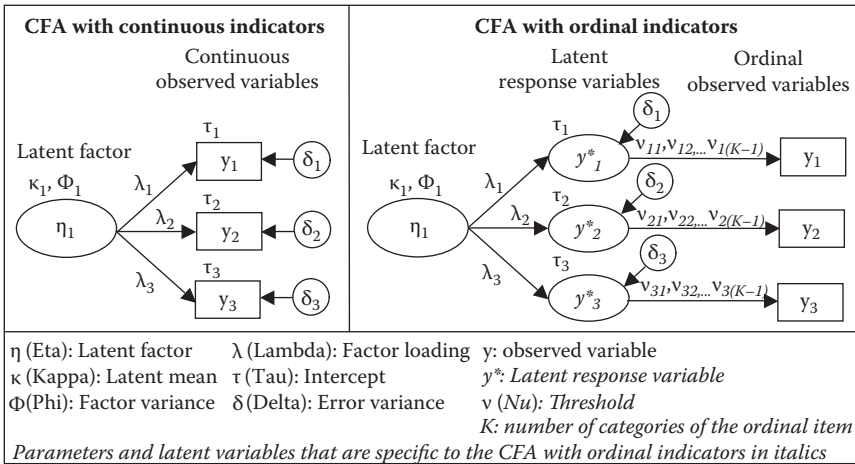 CFA with continuous indicators
Continuous
observed variables
Latent factor
κ1, Φ1
η1
λ1
λ2
λ3
τ1
y1
δ1
τ2
y2
δ2
τ3
y3
δ3
CFA with ordinal indicators
Latent
response variables
Ordinal
observed variables
Latent factor
κ1, Φ1
η1
λ1
λ2
λ3
τ1
y*1
δ1
ν11,ν12,...ν1(K−1)
y1
τ2
y*2
δ2
ν21,ν22,...ν2(K−1)
y2
τ3
y*3
δ3
ν31,ν32,...ν3(K−1)
y3
η (Eta): Latent factor λ (Lambda): Factor loading y: observed variable
κ (Kappa): Latent mean τ (Tau): Intercept y*: Latent response variable
Φ(Phi): Factor variance δ (Delta): Error variance ν (Nu): Threshold
K: number of categories of the ordinal item
Parameters and latent variables that are specific to the CFA with ordinal indicators in italics